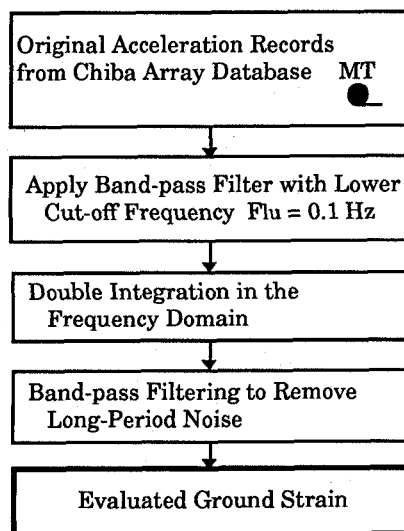 Original Acceleration Records
from Chiba Array Database MT
Apply Band-pass Filter with Lower
Cut-off Frequency Flu = 0.1 Hz
Double Integration in the
Frequency Domain
Band-pass Filtering to Remove
Long-Period Noise
Evaluated Ground Strain